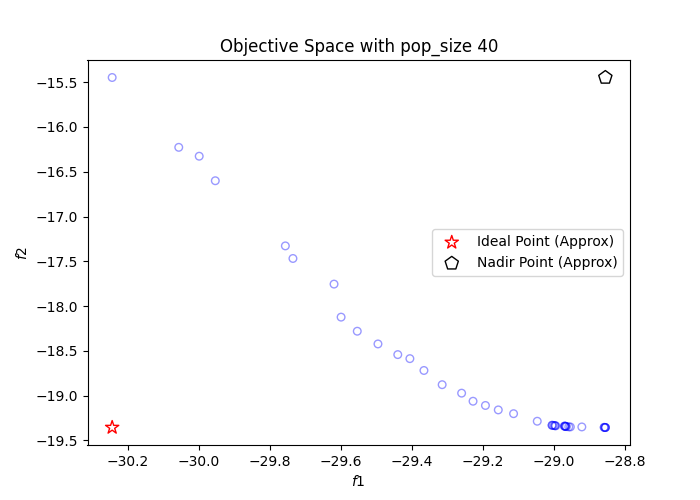 Objective Space with pop_size 40
−15.5
−16.0
−16.5
−17.0
−17.5
−18.0
−18.5
−19.0
−19.5
f2
Ideal Point (Approx)
Nadir Point (Approx)
−30.2 −30.0 −29.8 −29.6 −29.4 −29.2 −29.0 −28.8
f1